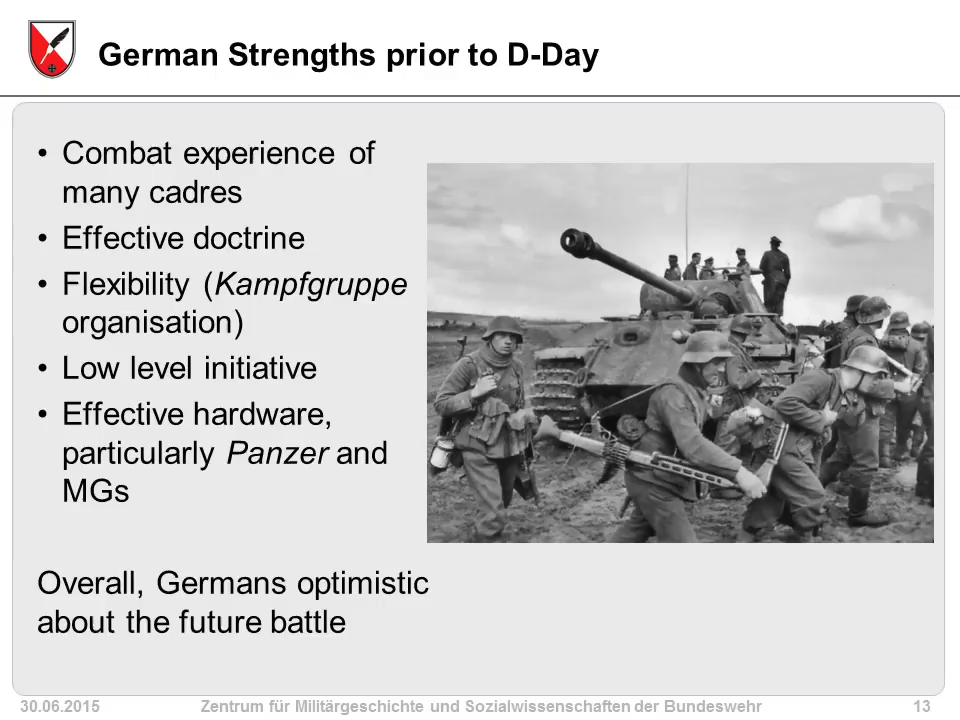 German Strengths prior to D-Day
• Combat experience of
many cadres
• Effective doctrine
• Flexibility (Kampfgruppe
organisation)
• Low level initiative
• Effective hardware,
particularly Panzer and
MGs
Overall, Germans optimistic
about the future battle
30.06.2015 Zentrum für Militärgeschichte und Sozialwissenschaften der Bundeswehr 13